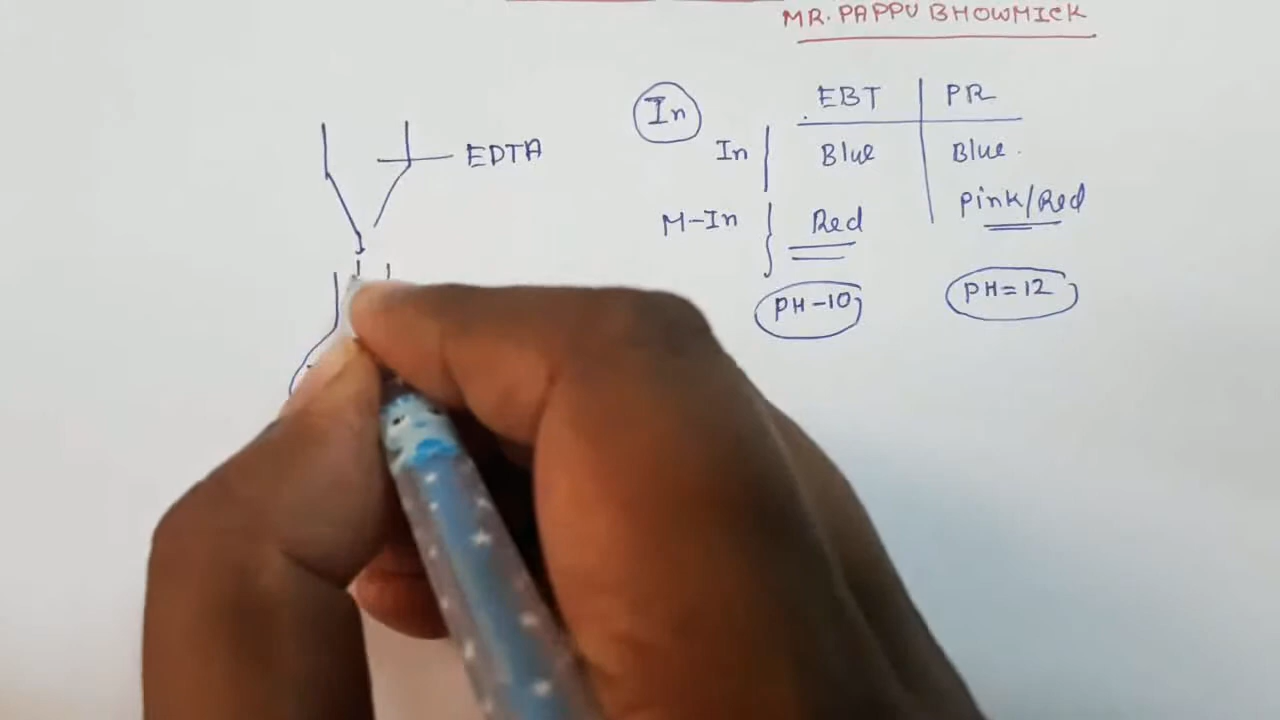 MR. PAPPU BHOWMICK
In
EBT PR
In Blue Blue
M-In Red Pink/Red
PH-10 PH=12
EDTA